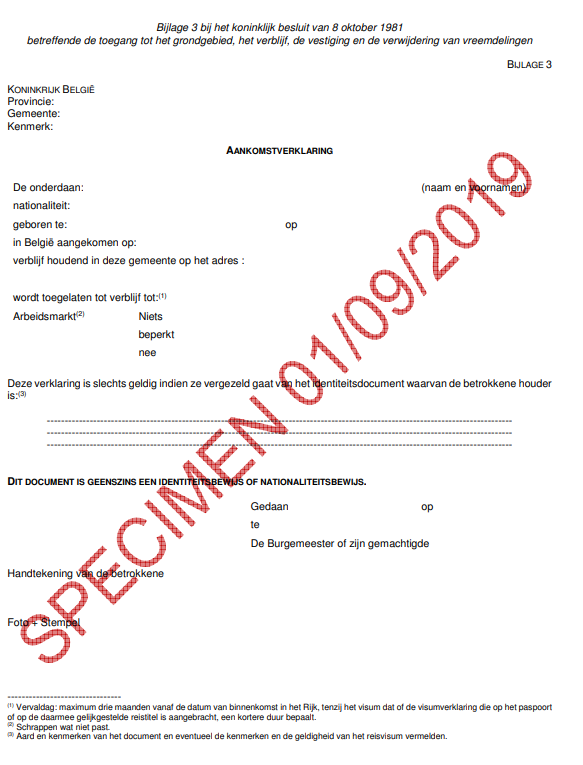 Bijlage 3 bij het koninklijk besluit van 8 oktober 1981
betreffende de toegang tot het grondgebied, het verblijf, de vestiging en de verwijdering van vreemdelingen
BIJLAGE 3
KONINKRIJK BELGIË
Provincie:
Gemeente:
Kenmerk:
AANKOMSTVERKLARING
De onderdaan: (naam en voornamen)
nationaliteit:
geboren te: op
in België aangekomen op:
verblijf houdend in deze gemeente op het adres :
wordt toegelaten tot verblijf tot:(1)
Arbeidsmarkt(2) Niets
beperkt
nee
Deze verklaring is slechts geldig indien ze vergezeld gaat van het identiteitsdocument waarvan de betrokkene houder
is:(3)
DIT DOCUMENT IS GEENSZINS EEN IDENTITEITSBEWIJS OF NATIONALITEITSBEWIJS.
Gedaan op
te
De Burgemeester of zijn gemachtigde
Handtekening van de betrokkene
Foto + Stempel
SPECIMEN 01/09/2019
(1) Vervaldag: maximum drie maanden vanaf de datum van binnenkomst in het Rijk, tenzij het visum dat of de visumverklaring die op het paspoort
of op de daarmee gelijkgestelde reistitel is aangebracht, een kortere duur bepaalt.
(2) Schrappen wat niet past.
(3) Aard en kenmerken van het document en eventueel de kenmerken en de geldigheid van het reisvisum vermelden.